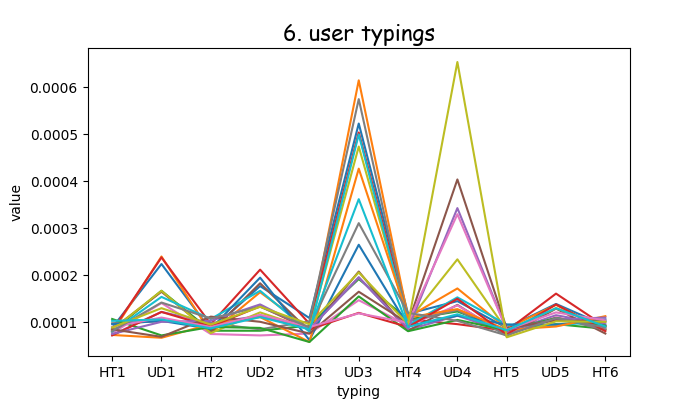 6. user typings
0.0006
0.0005
0.0004
0.0003
0.0002
0.0001
value
HT1 UD1 HT2 UD2 HT3 UD3 HT4 UD4 HT5 UD5 HT6
typing